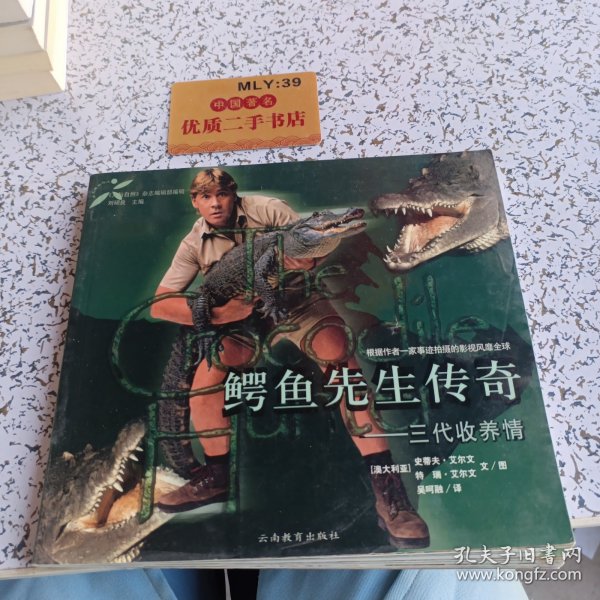 MLY:39
中国著名
优质二手书店
自然》杂志编辑部编辑
刘硕良 主编
The
Crocodile
Hunter
根据作者一家事迹拍摄的影视风靡全球
鳄鱼先生传奇
——三代收养情
[澳大利亚] 史蒂夫·艾尔文
特 瑞·艾尔文 文/图
吴呵融/译
云南教育出版社
孔夫子旧书网
www.kongfz.com